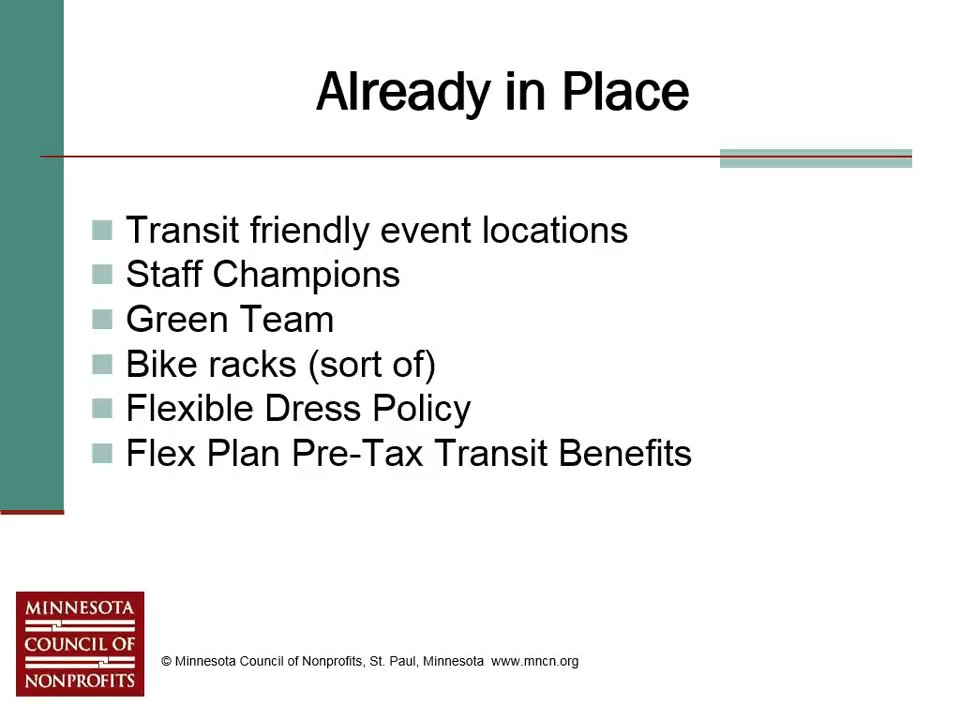 Already in Place
Transit friendly event locations
Staff Champions
Green Team
Bike racks (sort of)
Flexible Dress Policy
Flex Plan Pre-Tax Transit Benefits
MINNESOTA
COUNCIL OF
NONPROFITS
© Minnesota Council of Nonprofits, St. Paul, Minnesota www.mncn.org